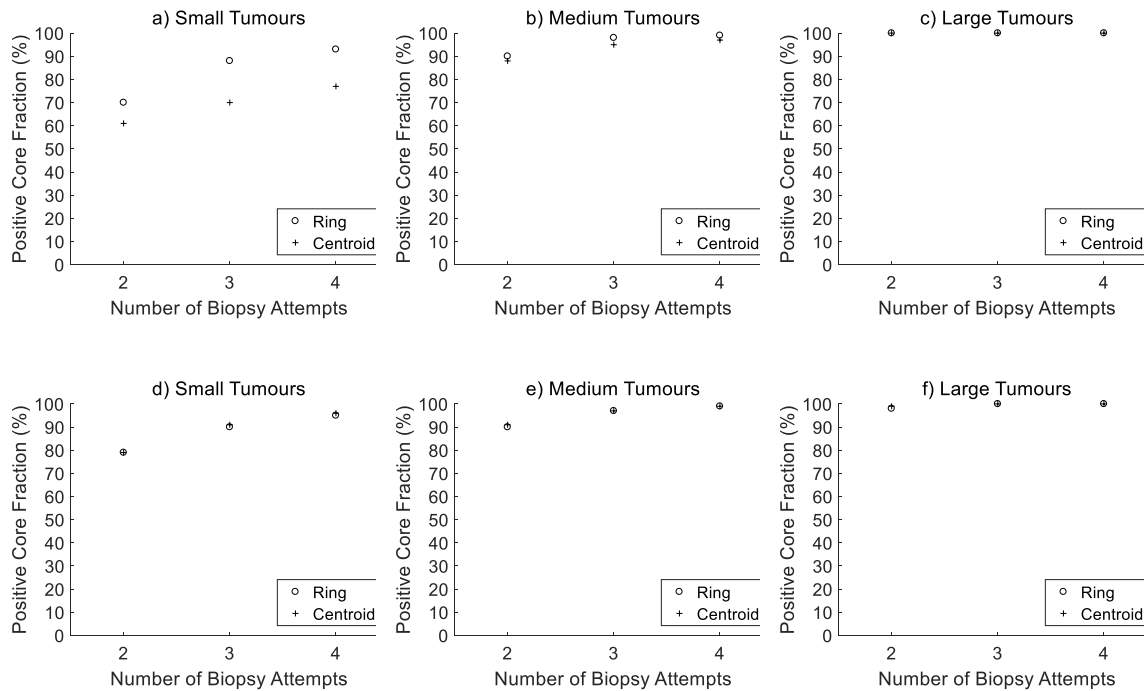 a) Small Tumours
Positive Core Fraction (%)
100
90
80
70
60
50
40
30
20
10
0
2 3 4
Number of Biopsy Attempts
Ring
Centroid
b) Medium Tumours
Positive Core Fraction (%)
100
90
80
70
60
50
40
30
20
10
0
2 3 4
Number of Biopsy Attempts
Ring
Centroid
c) Large Tumours
Positive Core Fraction (%)
100
90
80
70
60
50
40
30
20
10
0
2 3 4
Number of Biopsy Attempts
Ring
Centroid
d) Small Tumours
Positive Core Fraction (%)
100
90
80
70
60
50
40
30
20
10
0
2 3 4
Number of Biopsy Attempts
Ring
Centroid
e) Medium Tumours
Positive Core Fraction (%)
100
90
80
70
60
50
40
30
20
10
0
2 3 4
Number of Biopsy Attempts
Ring
Centroid
f) Large Tumours
Positive Core Fraction (%)
100
90
80
70
60
50
40
30
20
10
0
2 3 4
Number of Biopsy Attempts
Ring
Centroid